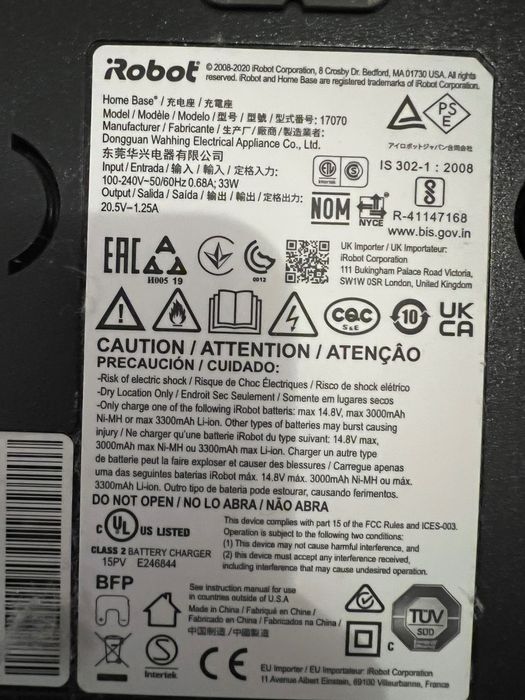 iRobot® © 2008-2020 iRobot Corporation, 8 Crosby Dr. Bedford, MA 01730 USA. All rights
reserved. iRobot and Home Base are registered trademarks of iRobot Corporation.
Home Base® / 充电座 / 充電座
Model / Modèle / Modelo / 型号 / 型號 / 型式番号: 17070
Manufacturer / Fabricante / 生产厂 / 廠商 / 製造業者:
Dongguan Wahhing Electrical Appliance Co., Ltd.
东莞华兴电器有限公司
Input / Entrada / 输入 / 輸入 / 定格入力:
100-240V~50/60Hz 0.68A; 33W
Output / Salida / Saída / 输出 / 輸出 / 定格出力:
20.5V⎓1.25A
PS
E
アイロボットジャパン合同会社
ETL
Intertek
S
IS 302-1 : 2008
NOM
NYCE
R-41147168
www.bis.gov.in
EAC
H005 19
0012
UK Importer / UK Importateur:
iRobot Corporation
111 Bukingham Palace Road Victoria,
SW1W 0SR London, United Kingdom
CQC
S&E
10
UK
CA
CAUTION / ATTENTION / ATENÇÂO
PRECAUCIÓN / CUIDADO:
-Risk of electric shock / Risque de Choc Électriques / Risco de shock elétrico
-Dry Location Only / Endroit Sec Seulement / Somente em lugares secos
-Only charge one of the following iRobot batteris: max 14.8V, max 3000mAh
Ni-MH or max 3300mAh Li-ion. Other types of batteries may burst causing
injury / Ne charger qu'une batterie iRobot du type suivant: 14.8V max,
3000mAh max Ni-MH ou 3300mAh max Li-ion. Charger un autre type
de batterie peut la faire exploser et causer des blessures / Carregue apenas
uma das seguintes batérias iRobot máx. 14.8V máx. 3000mAh Ni-MH ou máx.
3300mAh Li-ion. Outro tipo de bateria pode estourar, causando ferimentos.
DO NOT OPEN / NO LO ABRA / NÃO ABRA
C UL US LISTED
CLASS 2 BATTERY CHARGER
15PV E246844
This device complies with part 15 of the FCC Rules and ICES-003.
Operation is subject to the following two conditions:
(1) This device may not cause harmful interference, and
(2) this device must accept any interference received,
including interference that may cause undesired operation.
BFP
See instruction manual for use
in countries outside of U.S.A
Made in China / Fabriqué en China /
Fabricado en China / Fabricado na China /
中国制造 / 中國製造
TÜV
SÜD
C
S
Intertek
CE
EU Importer / EU Importateur: iRobot Corporation
11 Avenue Albert Einstein, 69100 Villeurbanne, France